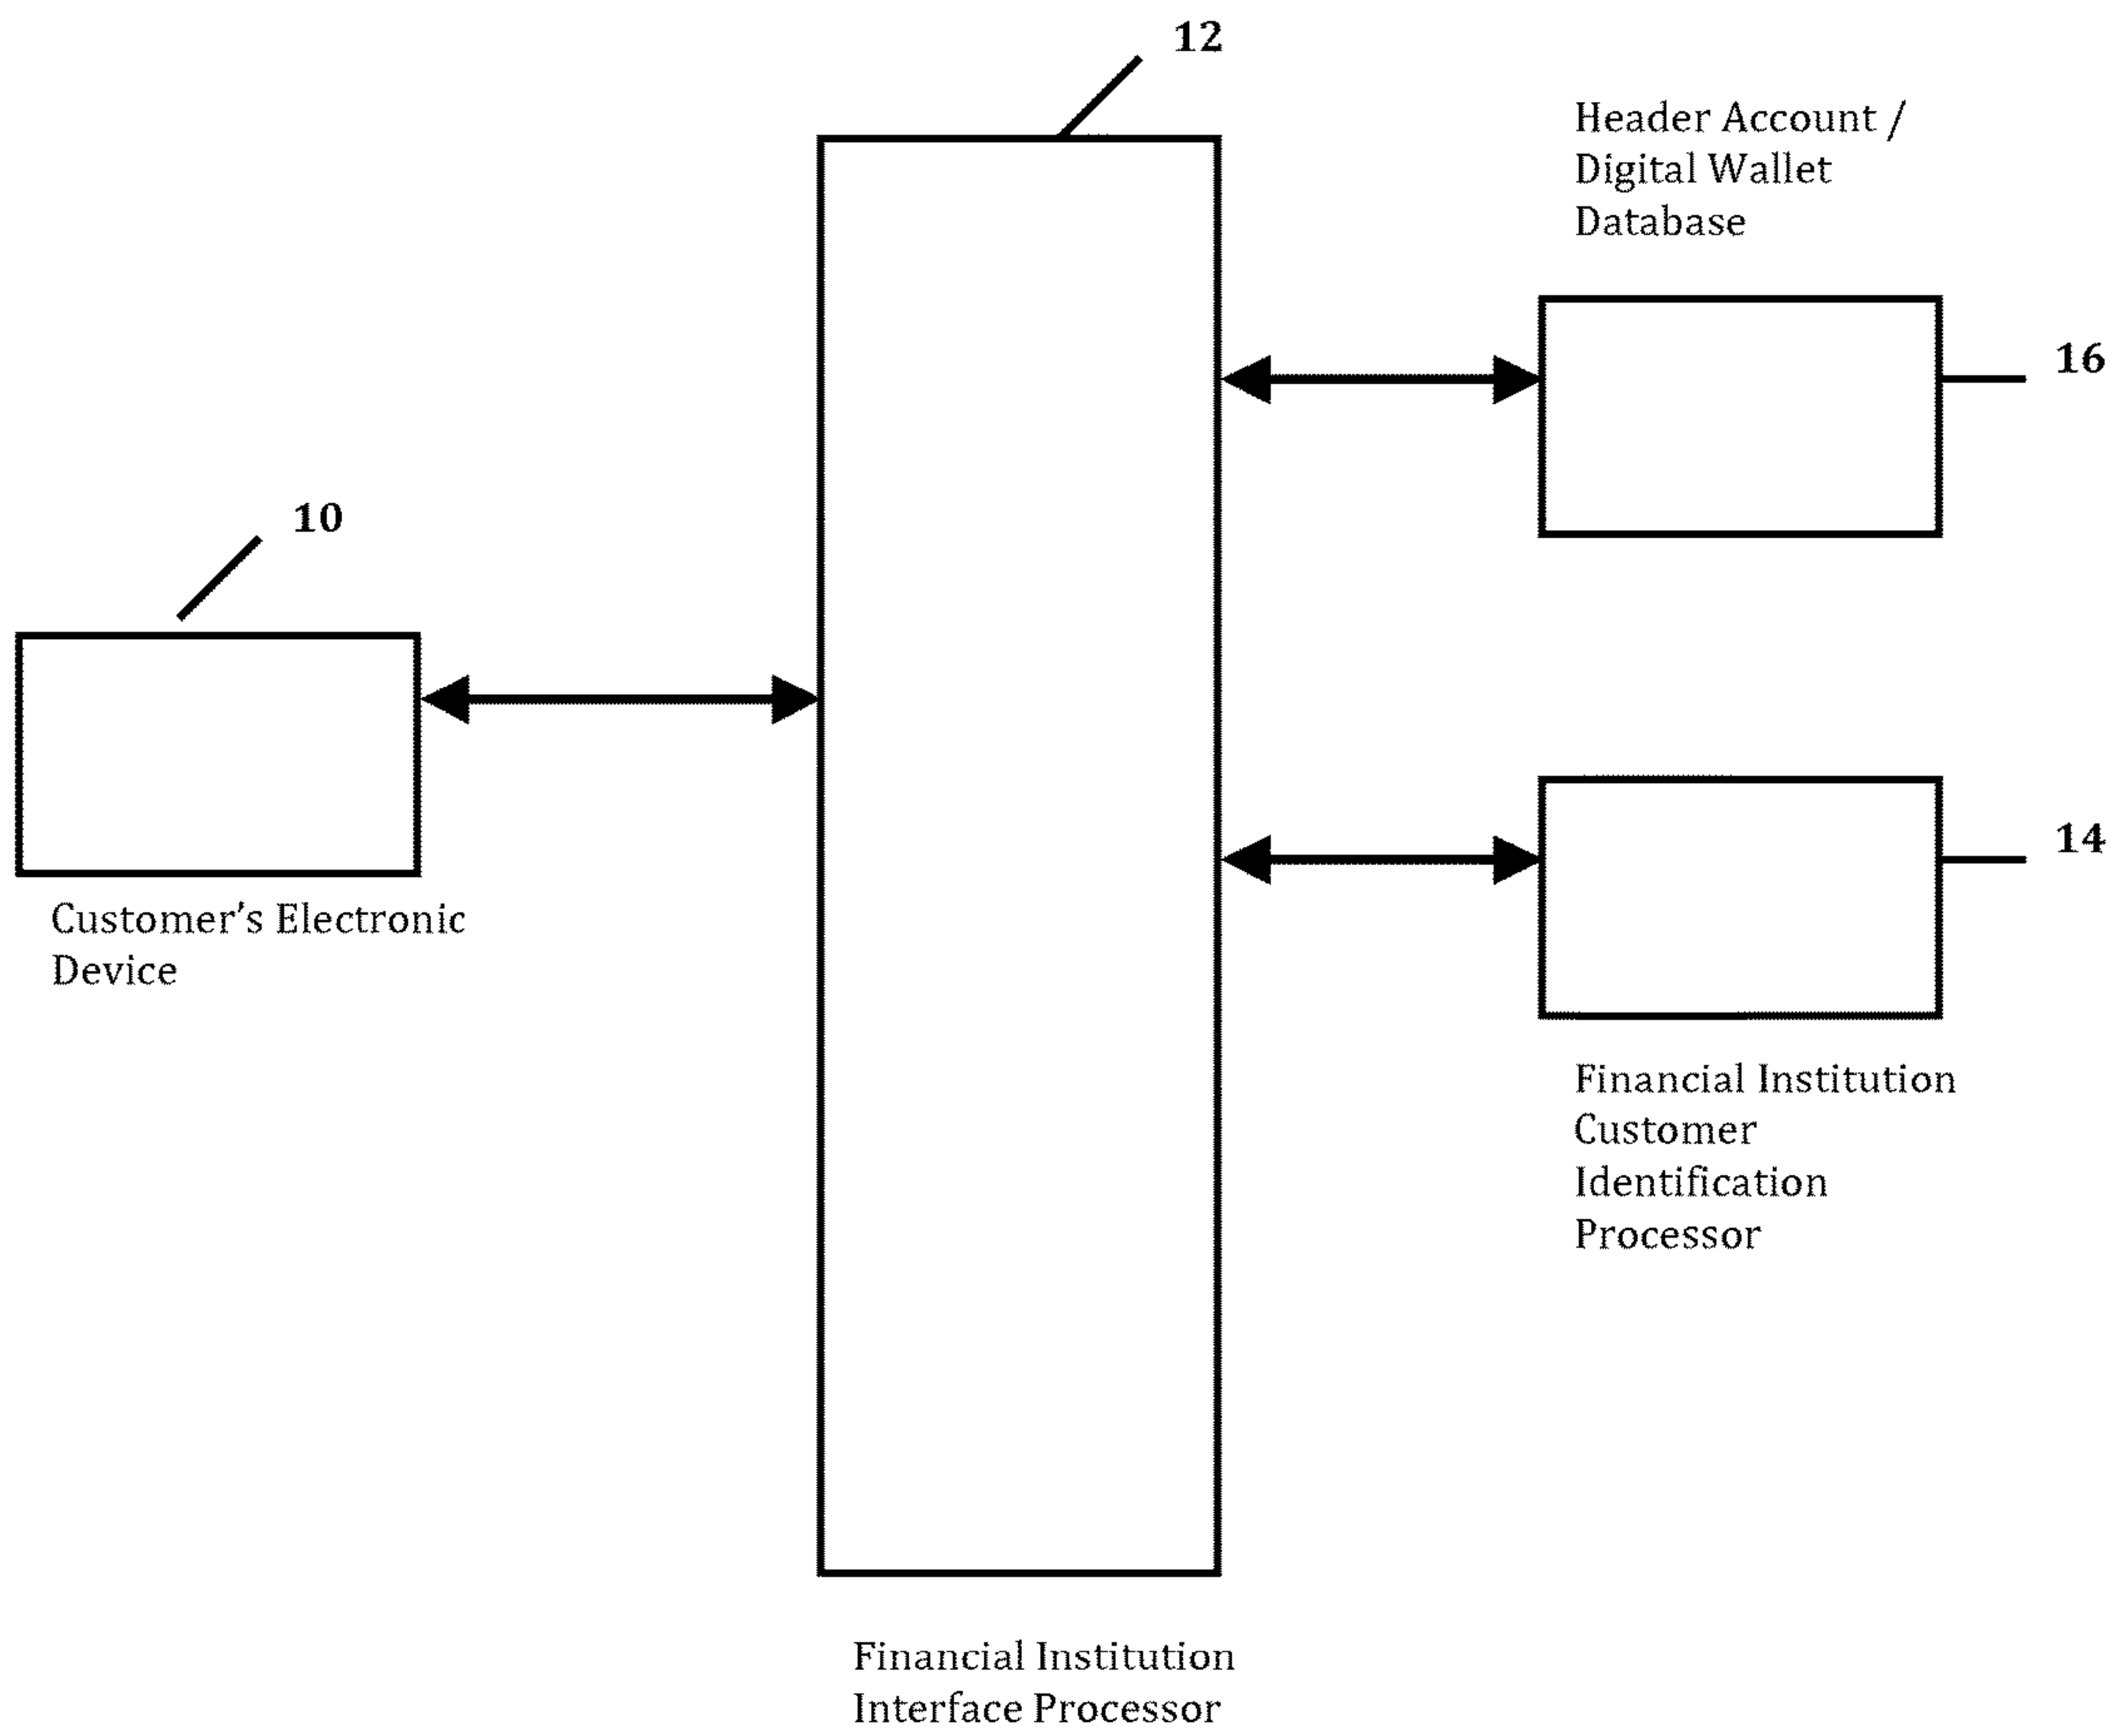 12
Header Account /
Digital Wallet
Database
16
10
14
Customer’s Electronic
Device
Financial Institution
Customer
Identification
Processor
Financial Institution
Interface Processor